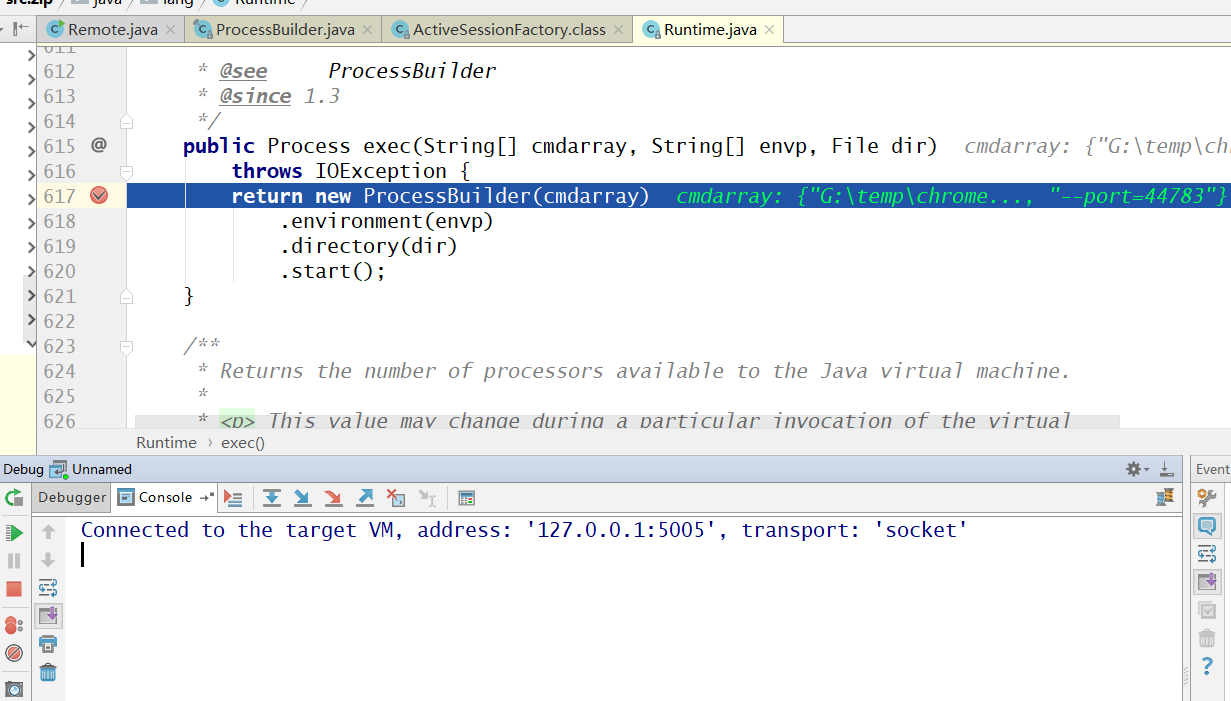 src.zip java lang Runtime
Remote.java ProcessBuilder.java ActiveSessionFactory.class Runtime.java
611
612 * @see ProcessBuilder
613 * @since 1.3
614 */
615 @ public Process exec(String[] cmdarray, String[] envp, File dir) cmdarray: {"G:\temp\ch
616 throws IOException {
617 return new ProcessBuilder(cmdarray) cmdarray: {"G:\temp\chrome..., "--port=44783"}
618 .environment(envp)
619 .directory(dir)
620 .start();
621 }
622
623 /**
624 * Returns the number of processors available to the Java virtual machine.
625 *
626 * <p> This value may change during a particular invocation of the virtual
Runtime › exec()
Debug Unnamed
Event
Debugger Console
Connected to the target VM, address: '127.0.0.1:5005', transport: 'socket'